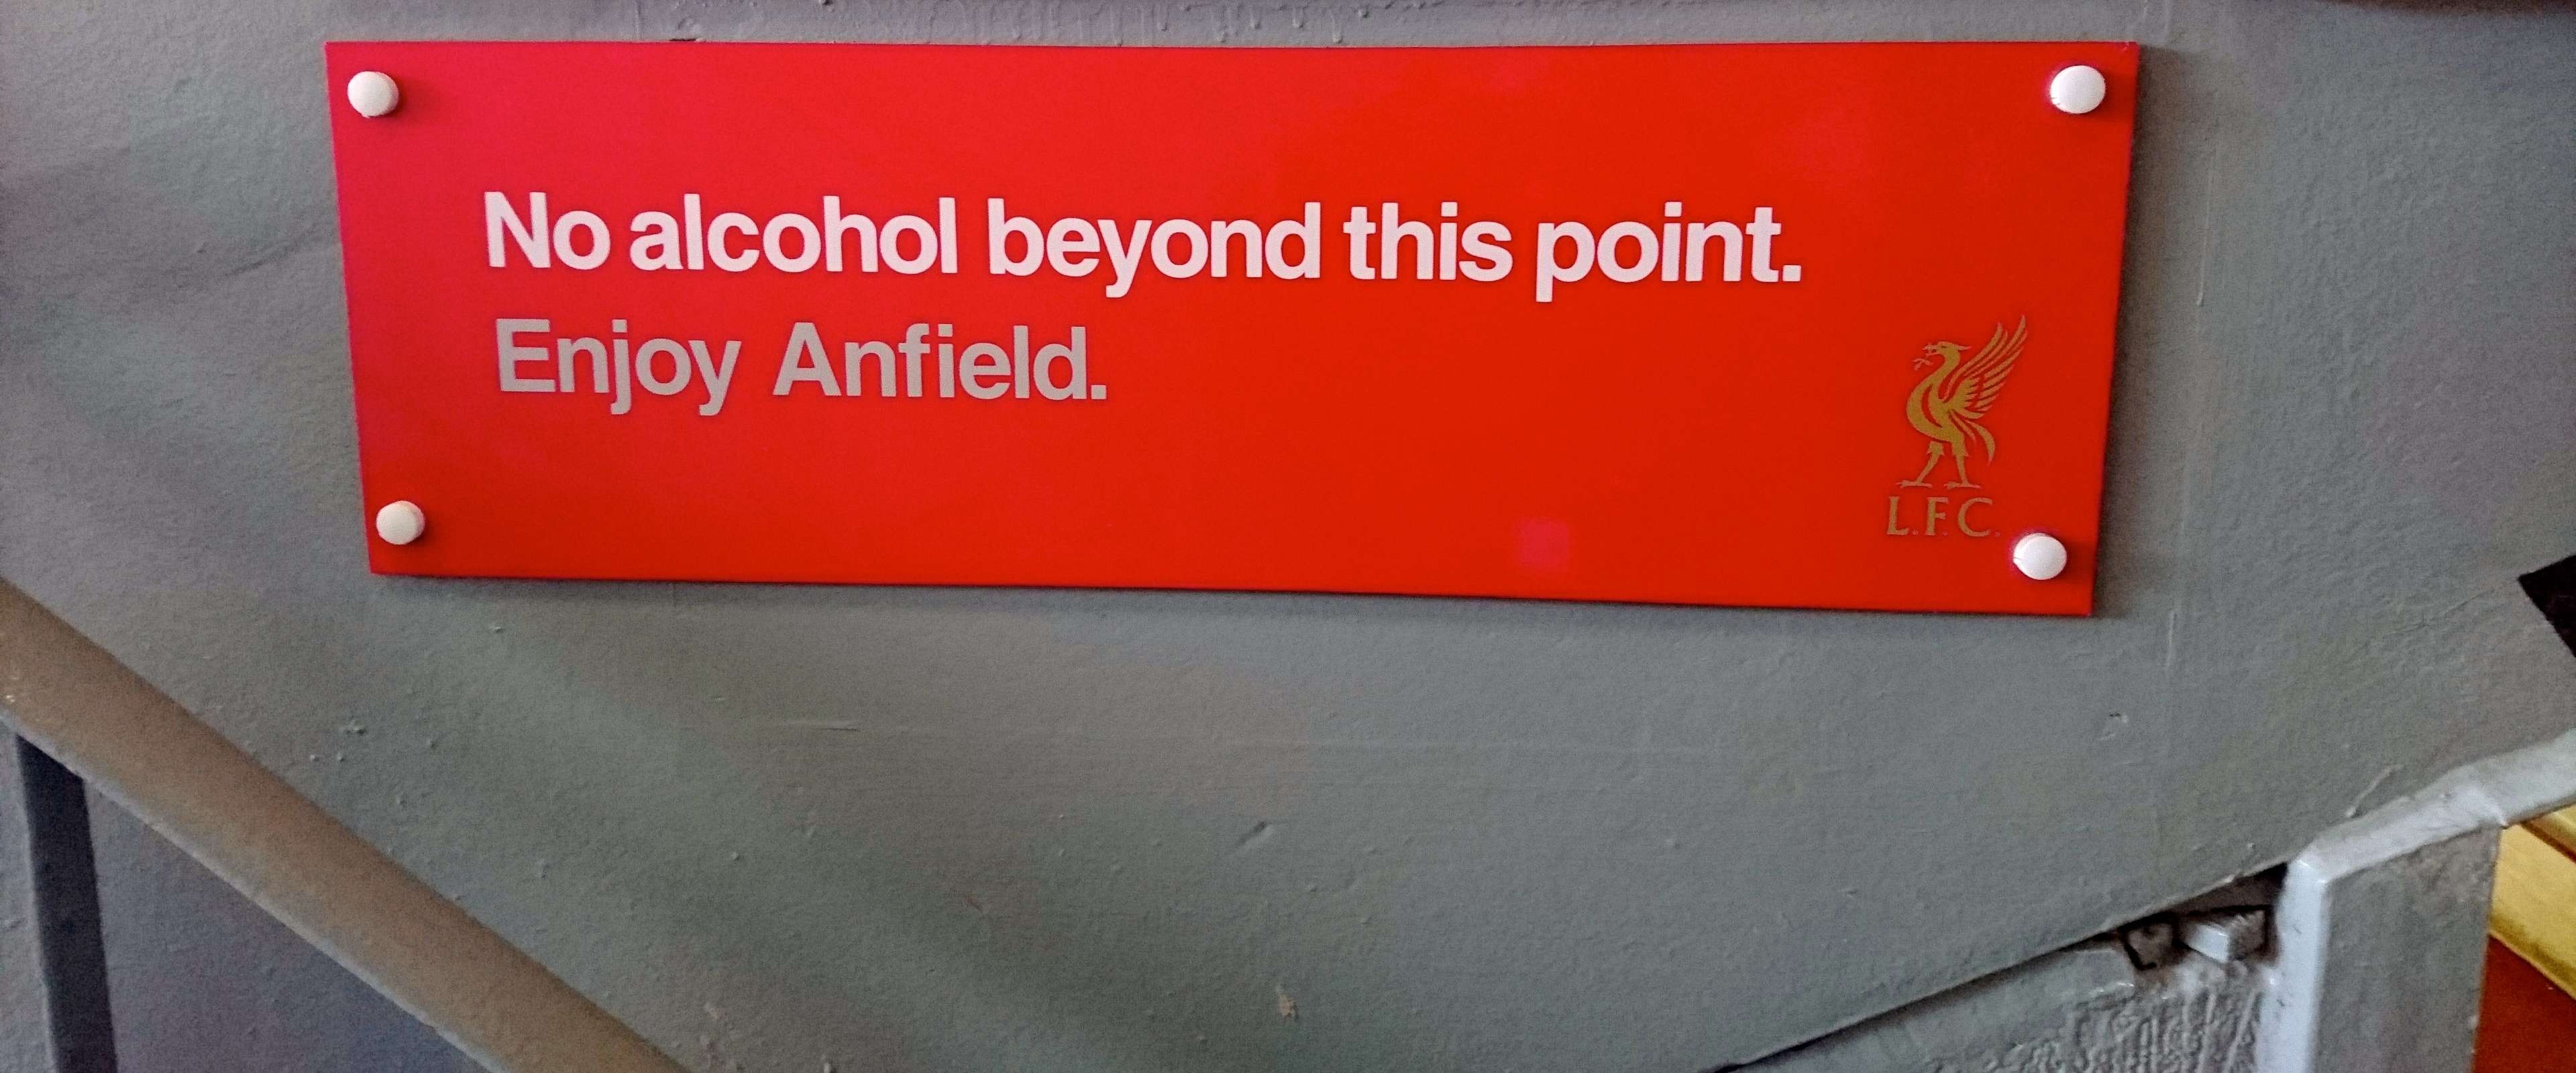 No alcohol beyond this point.
Enjoy Anfield.
L.F.C.